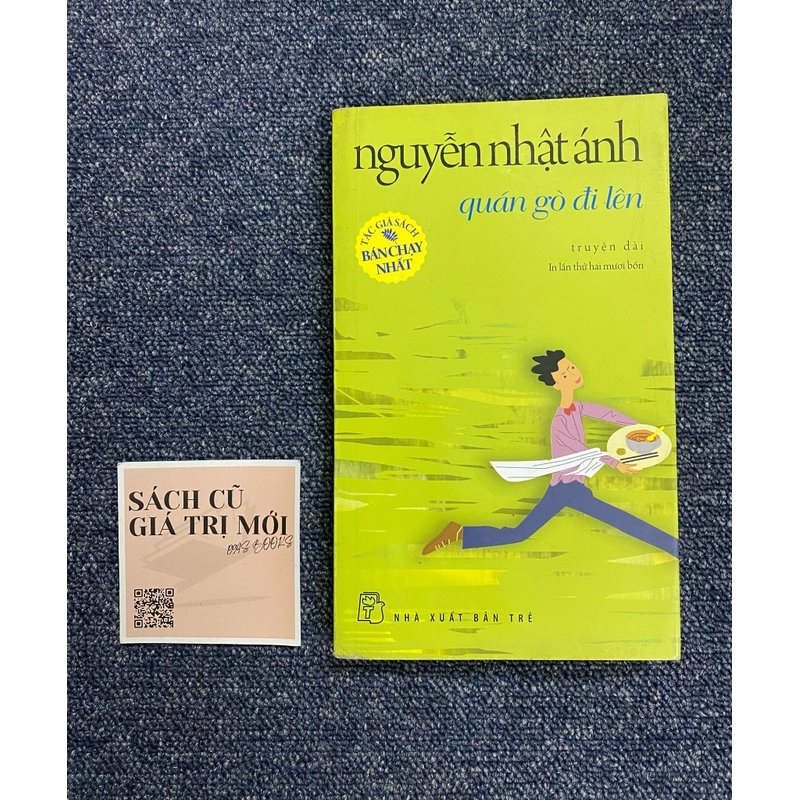 nguyễn nhật ánh
quán gò đi lên
truyện dài
In lần thứ hai mươi bốn
TÁC GIẢ SÁCH
BÁN CHẠY
NHẤT
NHÀ XUẤT BẢN TRẺ
SÁCH CŨ
GIÁ TRỊ MỚI